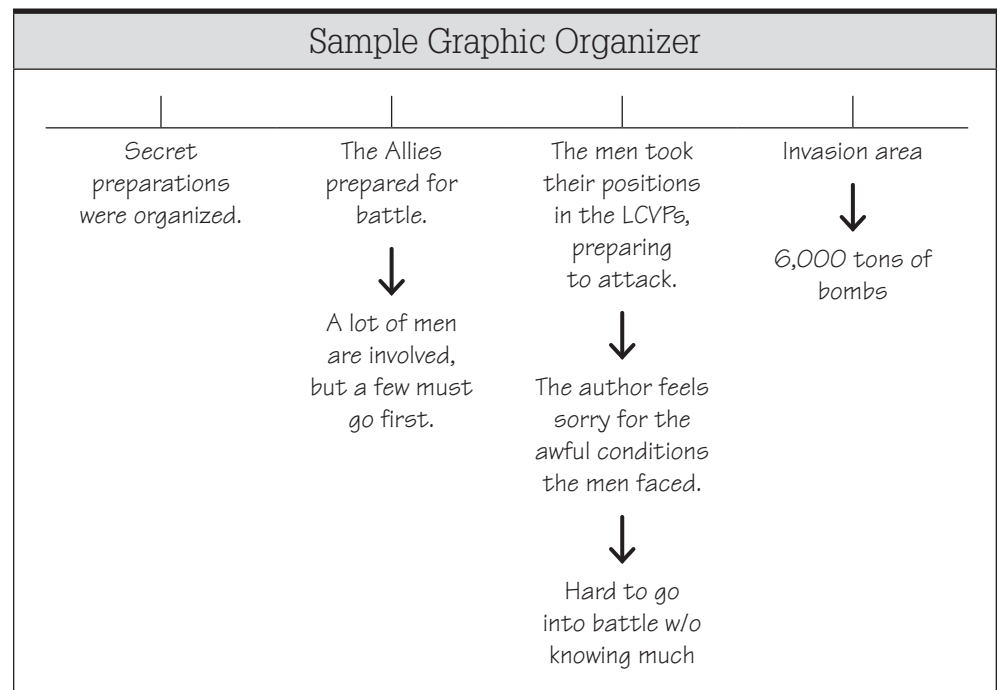 Sample Graphic Organizer
Secret
preparations
were organized.
The Allies
prepared for
battle.
A lot of men
are involved,
but a few must
go first.
The men took
their positions
in the LCVPs,
preparing
to attack.
The author feels
sorry for the
awful conditions
the men faced.
Hard to go
into battle w/o
knowing much
Invasion area
6,000 tons of
bombs